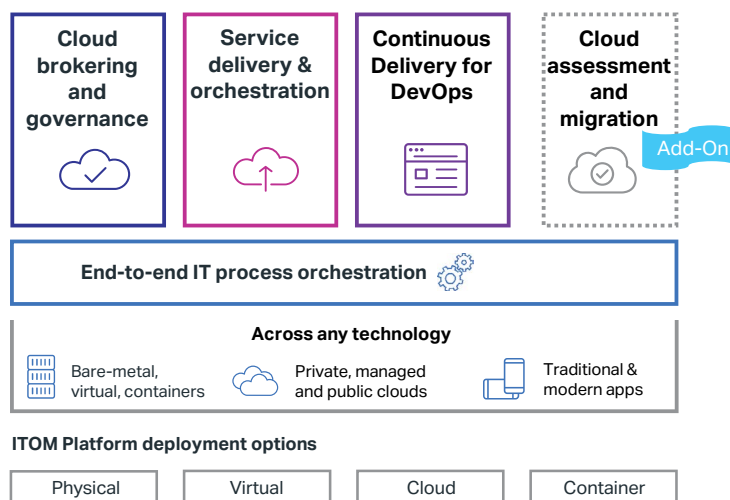 Cloud
brokering
and
governance
Service
delivery &
orchestration
Continuous
Delivery for
DevOps
Cloud
assessment
and
migration
Add-On
End-to-end IT process orchestration
Across any technology
Bare-metal,
virtual, containers
Private, managed
and public clouds
Traditional &
modern apps
ITOM Platform deployment options
Physical
Virtual
Cloud
Container